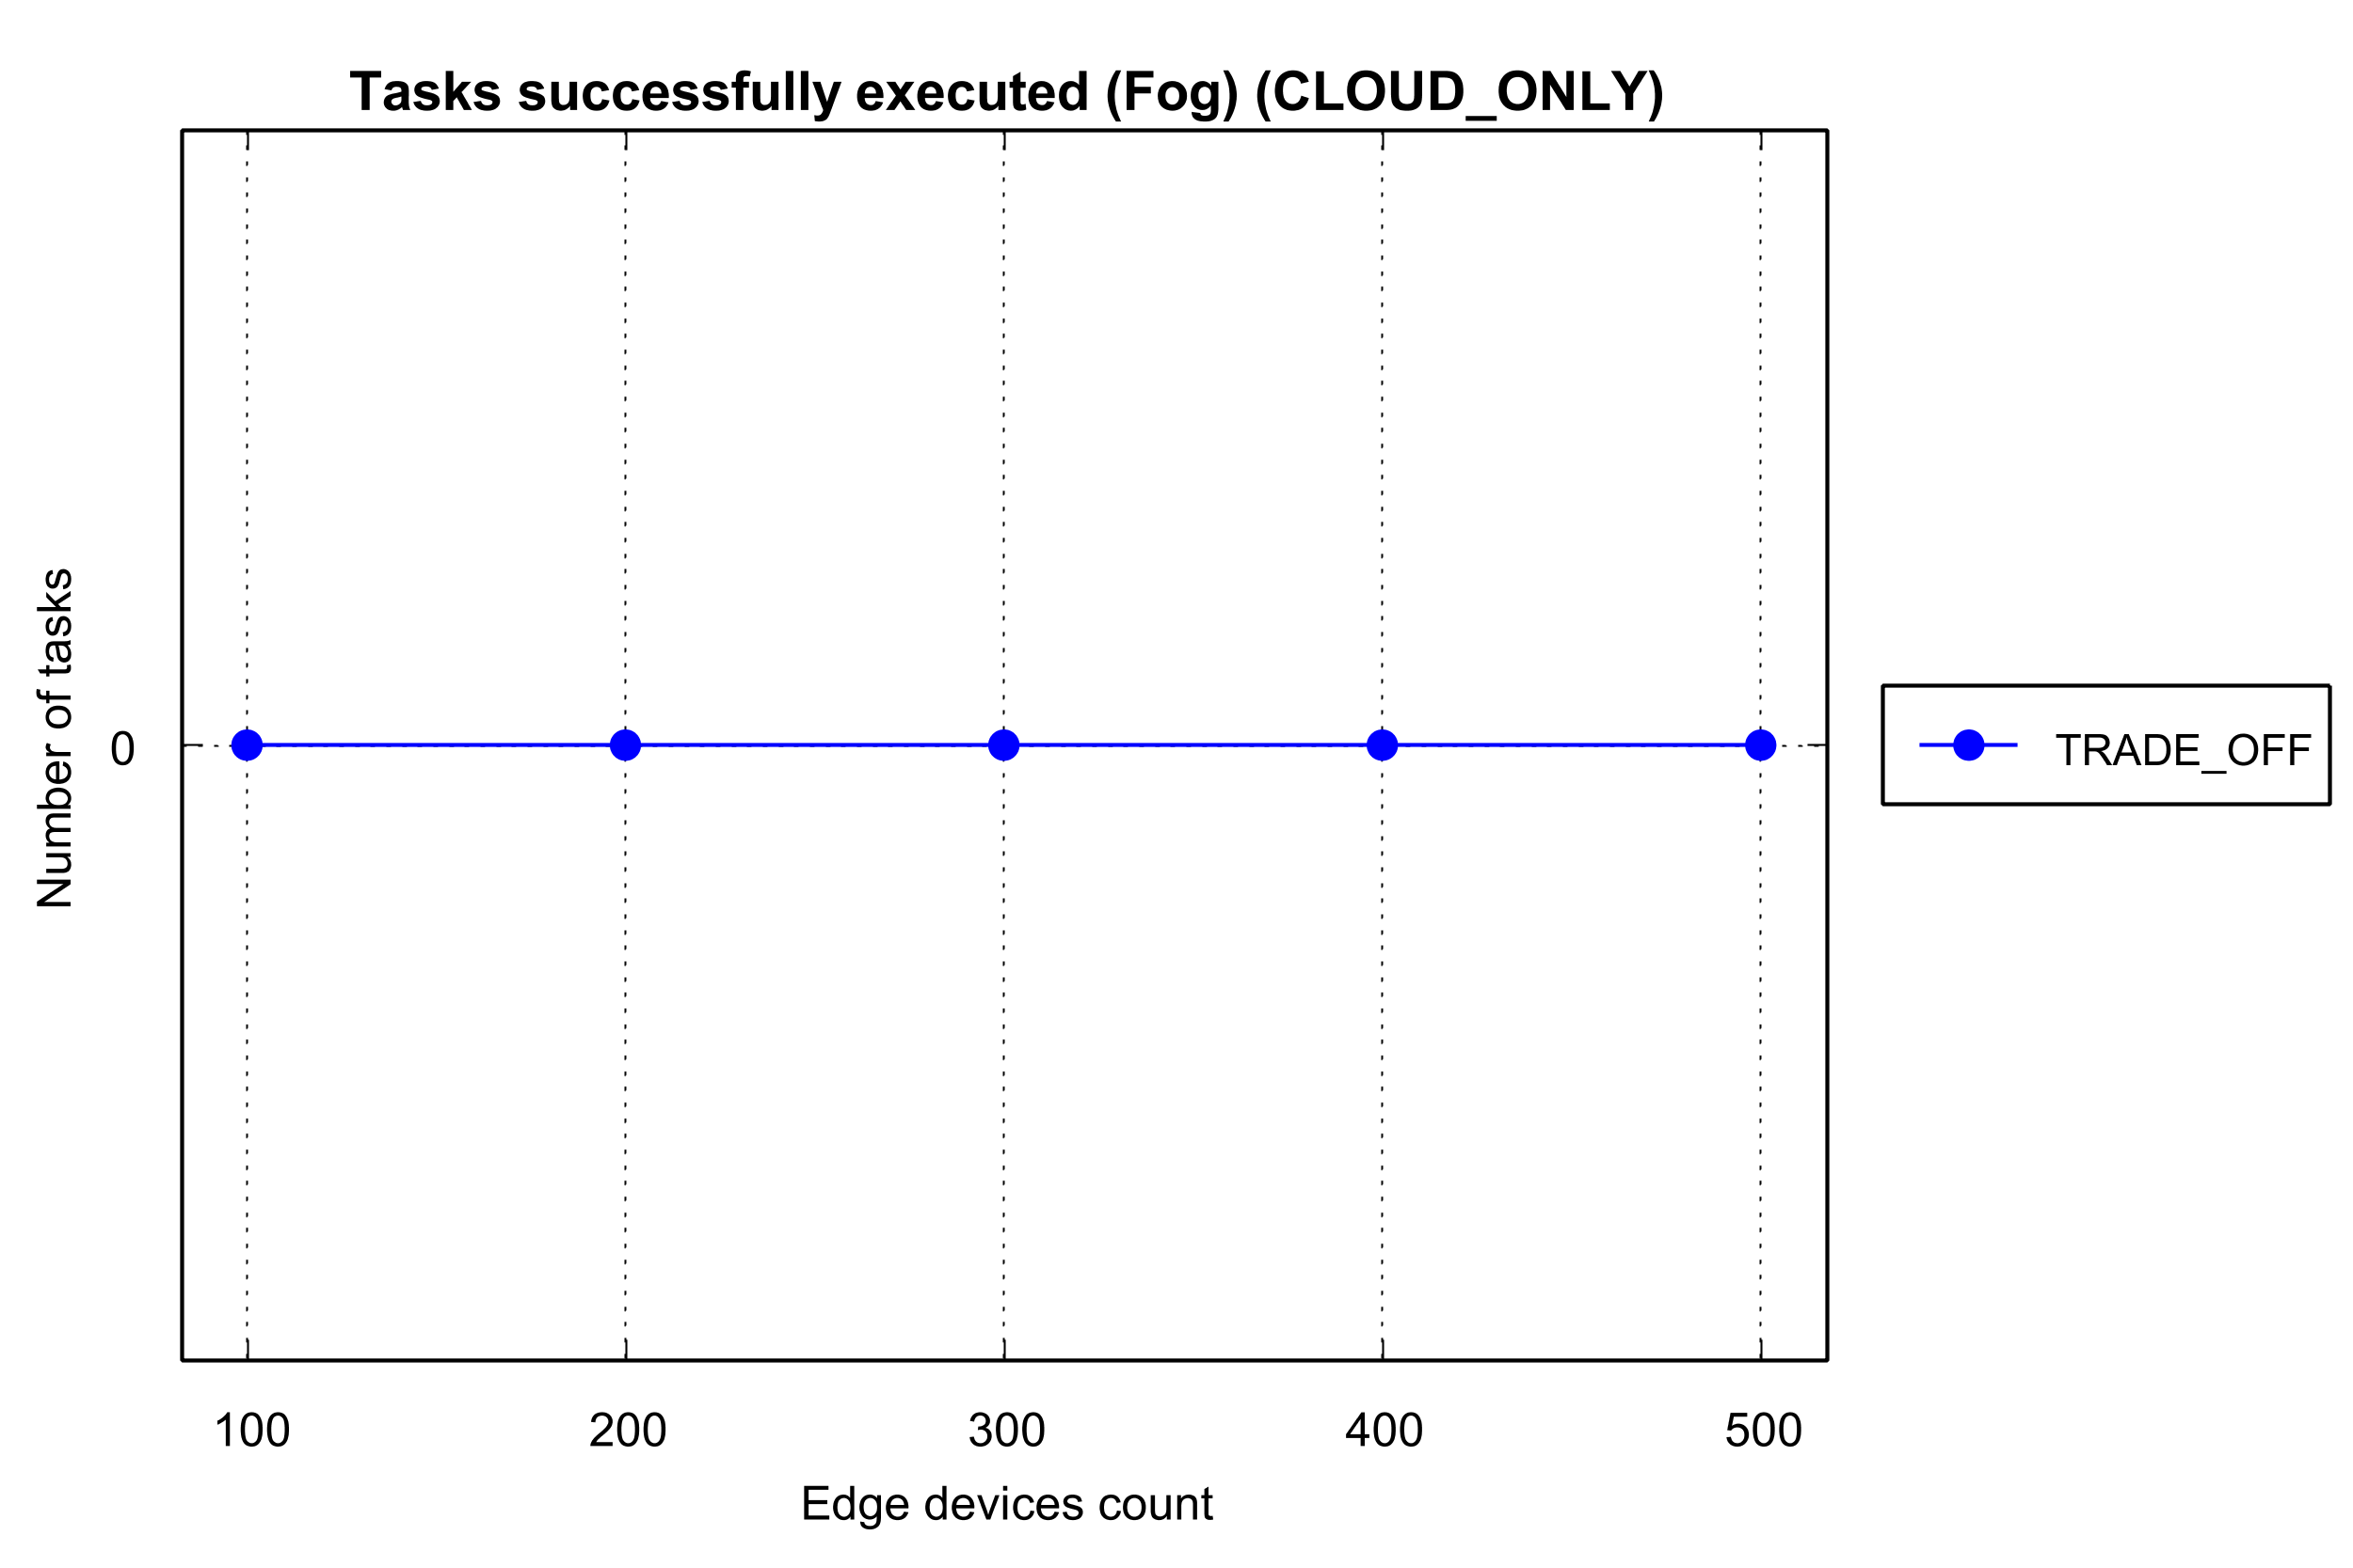 Tasks successfully executed (Fog) (CLOUD_ONLY)
Number of tasks
0
TRADE_OFF
100 200 300 400 500
Edge devices count